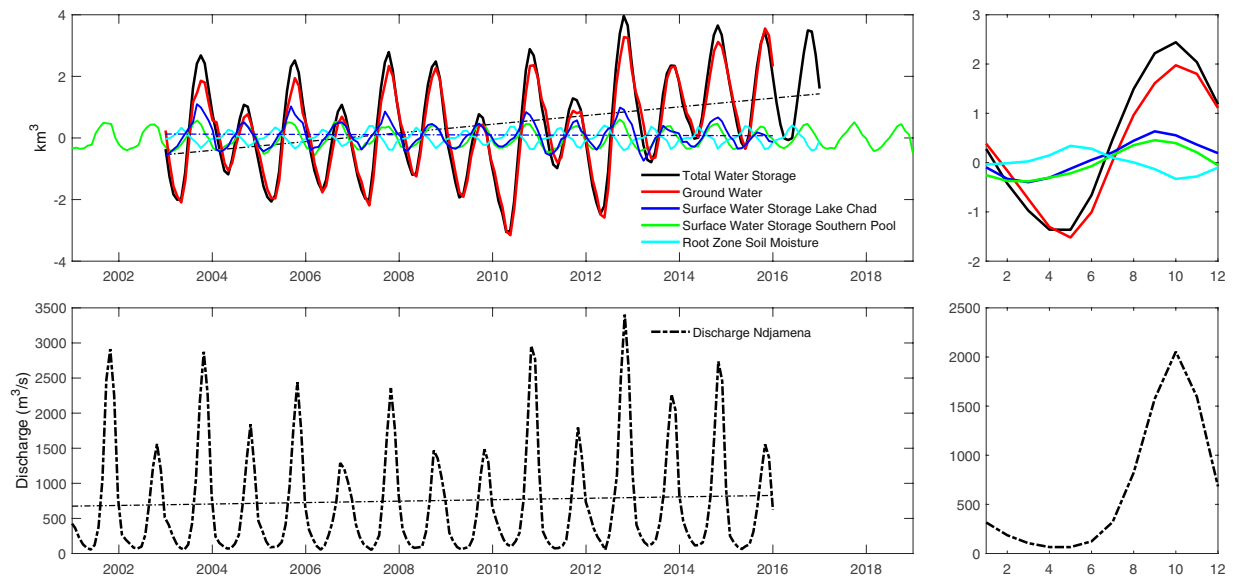 4
2
0
-2
-4
km³
2002 2004 2006 2008 2010 2012 2014 2016 2018
Total Water Storage
Ground Water
Surface Water Storage Lake Chad
Surface Water Storage Southern Pool
Root Zone Soil Moisture
3
2
1
0
-1
-2
2 4 6 8 10 12
3500
3000
2500
2000
1500
1000
500
0
Discharge (m³/s)
2002 2004 2006 2008 2010 2012 2014 2016 2018
Discharge Ndjamena
2500
2000
1500
1000
500
0
2 4 6 8 10 12